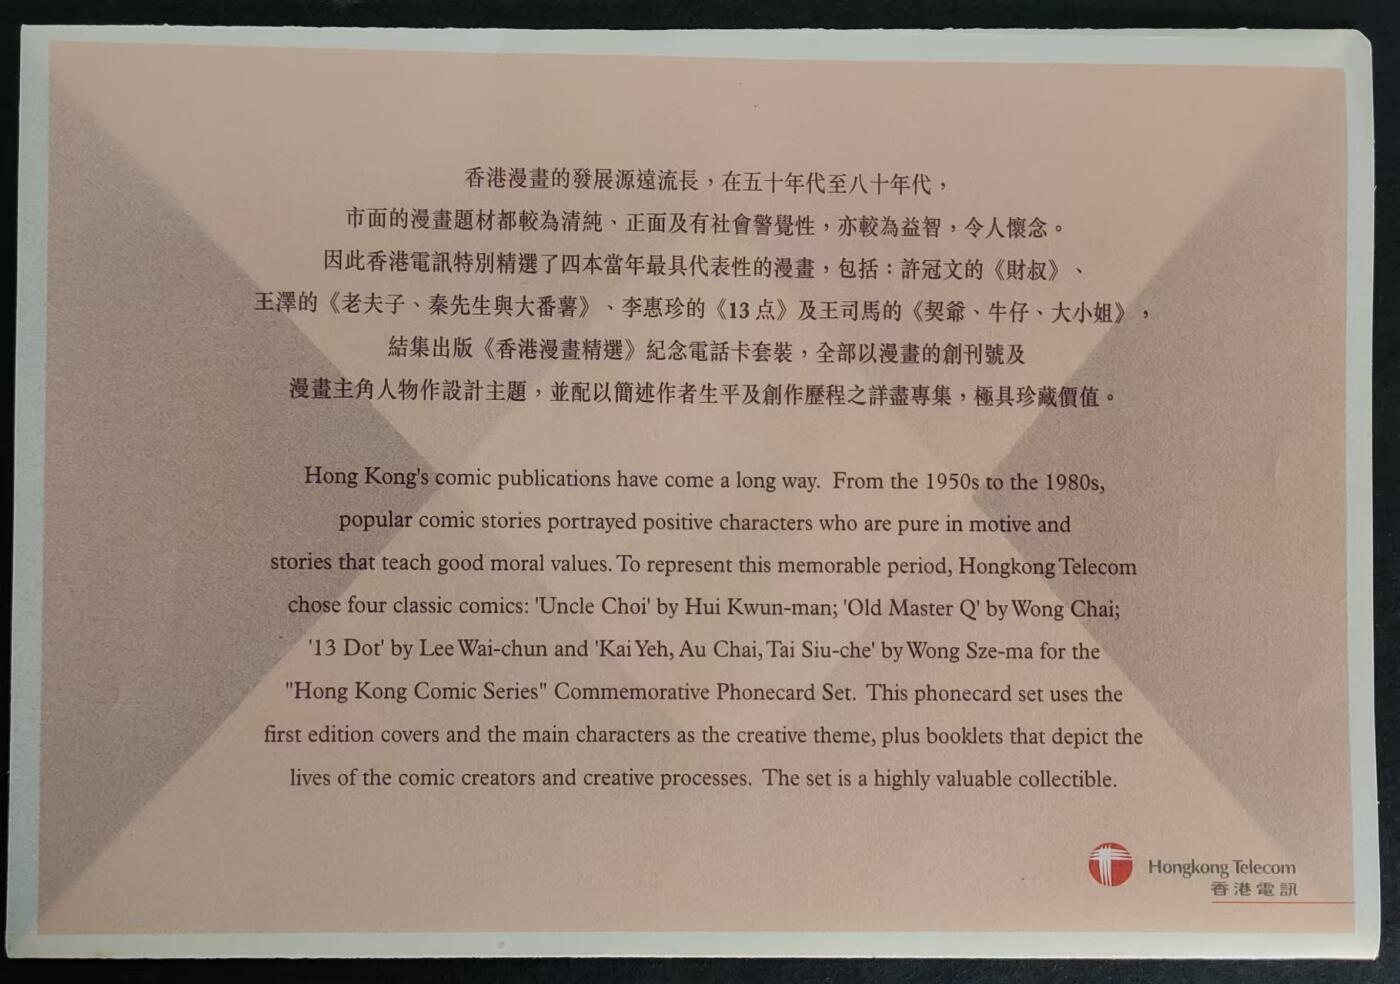 香港漫畫的發展源遠流長，在五十年代至八十年代，
市面的漫畫題材都較為清純、正面及有社會警覺性，亦較為益智，令人懷念。
因此香港電訊特別精選了四本當年最具代表性的漫畫，包括：許冠文的《財叔》、
王澤的《老夫子、秦先生與大番薯》、李惠珍的《13点》及王司馬的《契爺、牛仔、大小姐》，
結集出版《香港漫畫精選》紀念電話卡套裝，全部以漫畫的創刊號及
漫畫主角人物作設計主題，並配以簡述作者生平及創作歷程之詳盡專集，極具珍藏價值。
Hong Kong's comic publications have come a long way. From the 1950s to the 1980s,
popular comic stories portrayed positive characters who are pure in motive and
stories that teach good moral values. To represent this memorable period, Hongkong Telecom
chose four classic comics: 'Uncle Choi' by Hui Kwun-man; 'Old Master Q' by Wong Chai;
'13 Dot' by Lee Wai-chun and 'Kai Yeh, Au Chai, Tai Siu-che' by Wong Sze-ma for the
"Hong Kong Comic Series" Commemorative Phonecard Set. This phonecard set uses the
first edition covers and the main characters as the creative theme, plus booklets that depict the
lives of the comic creators and creative processes. The set is a highly valuable collectible.
Hongkong Telecom
香港電訊